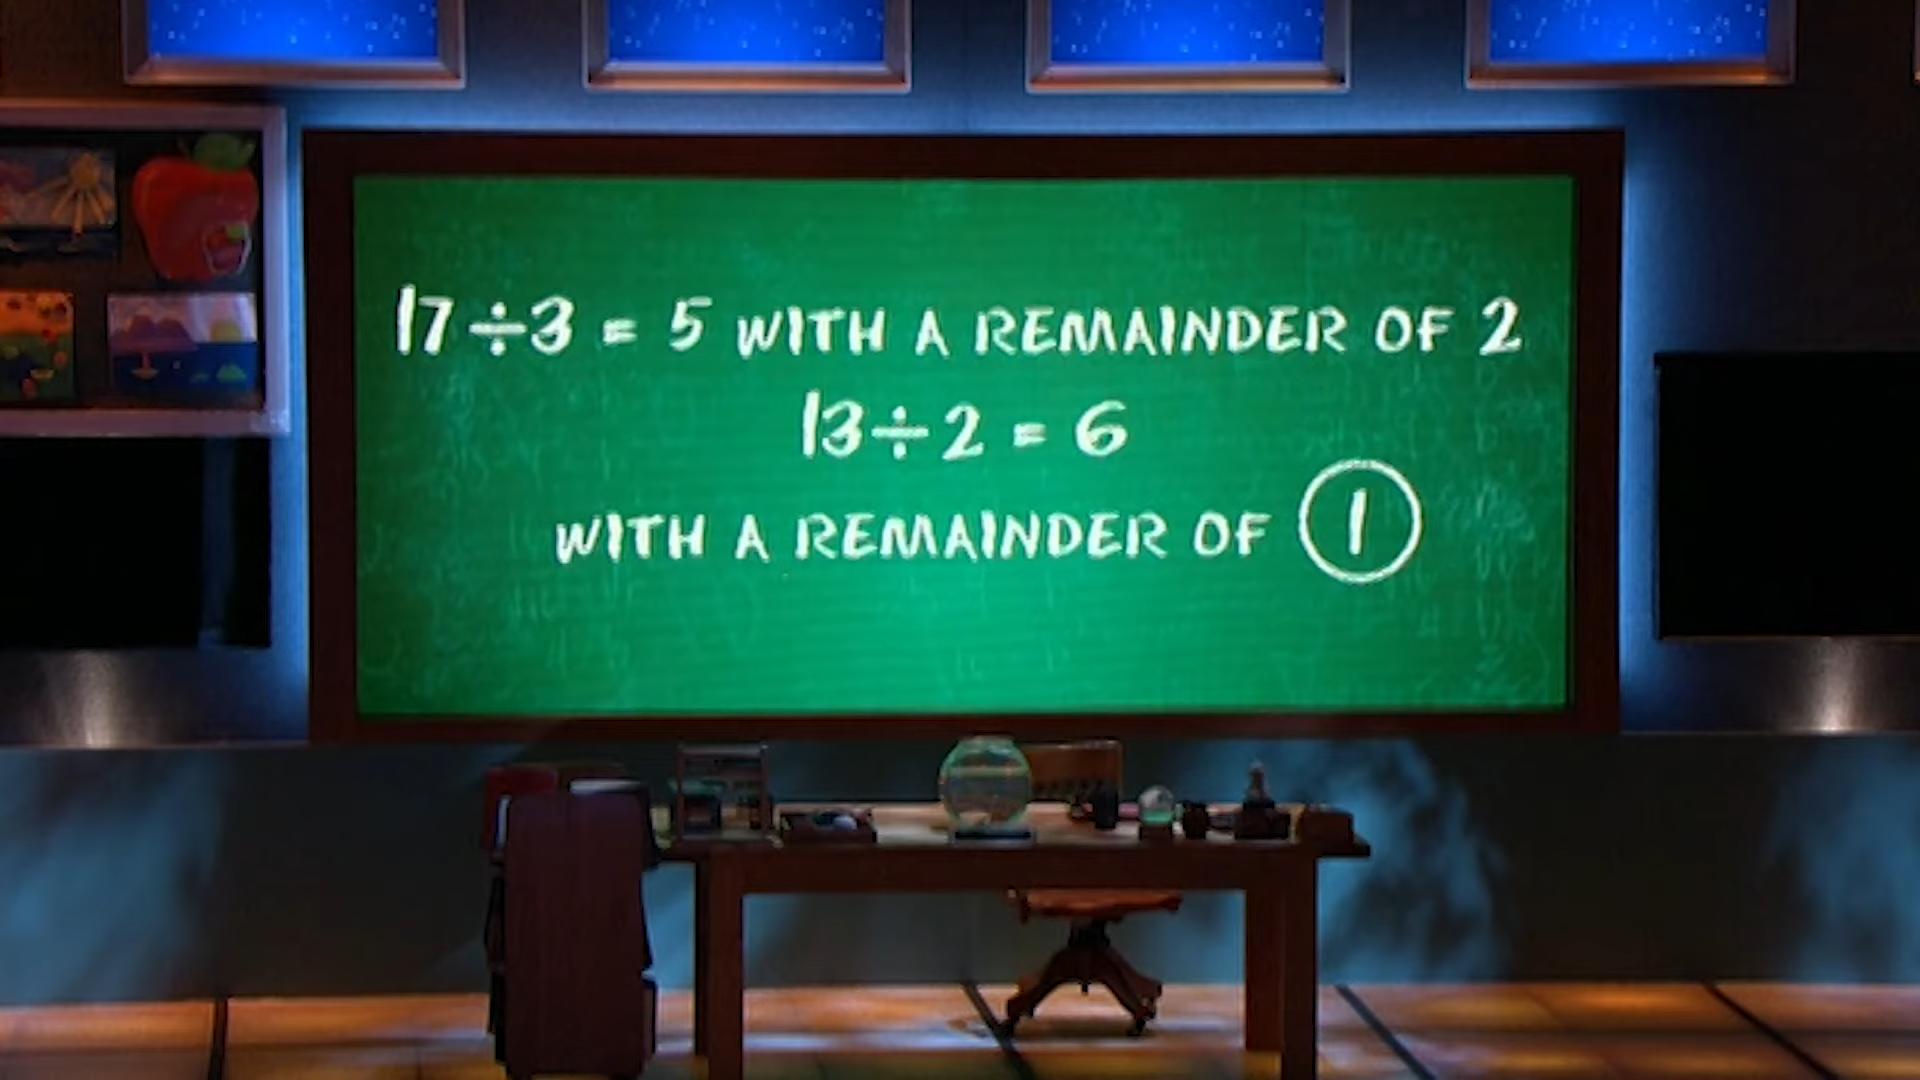 17÷3 = 5 WITH A REMAINDER OF 2
13÷2 = 6
WITH A REMAINDER OF 1